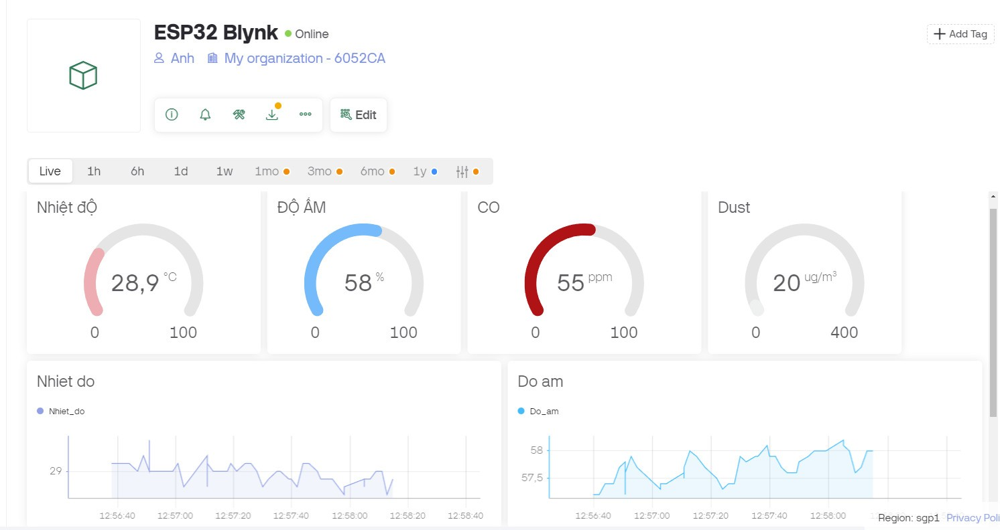 ESP32 Blynk Online
Anh My organization - 6052CA
Add Tag
Edit
Live 1h 6h 1d 1w 1mo 3mo 6mo 1y
Nhiệt độ
28,9 °C
0 100
ĐỘ ẨM
58 %
0 100
CO
55 ppm
0 100
Dust
20 ug/m³
0 400
Nhiet do
Nhiet_do
29
12:56:40 12:57:00 12:57:20 12:57:40 12:58:00 12:58:20 12:58:40
Do am
Do_am
58
57,5
12:56:40 12:57:00 12:57:20 12:57:40 12:58:00
Region: sgp1 Privacy Poli